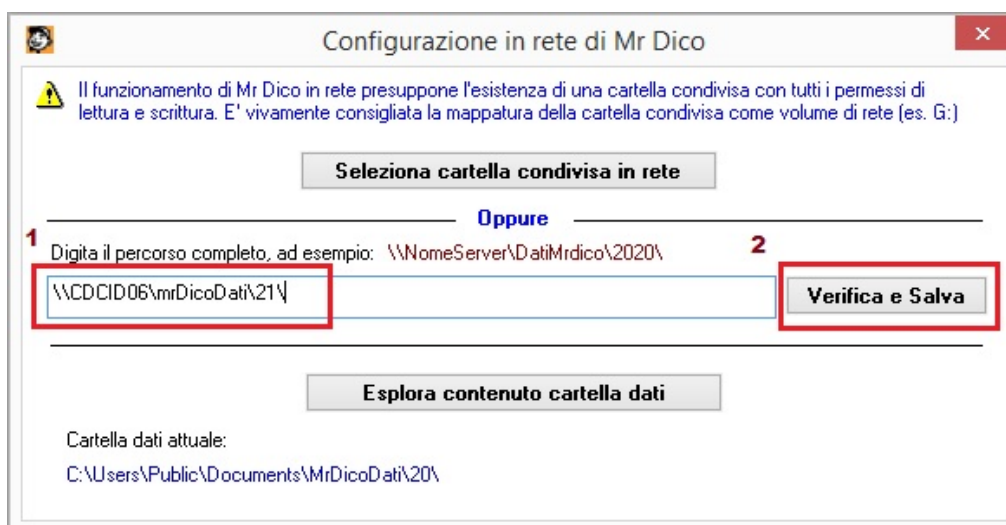 Configurazione in rete di Mr Dico
Il funzionamento di Mr Dico in rete presuppone l'esistenza di una cartella condivisa con tutti i permessi di
lettura e scrittura. E' vivamente consigliata la mappatura della cartella condivisa come volume di rete (es. G:)
Seleziona cartella condivisa in rete
Oppure
1 Digita il percorso completo, ad esempio: \\NomeServer\DatiMrdico\2020\ 2
\\CDCID06\mrDicoDati\21\ Verifica e Salva
Esplora contenuto cartella dati
Cartella dati attuale:
C:\Users\Public\Documents\MrDicoDati\20\